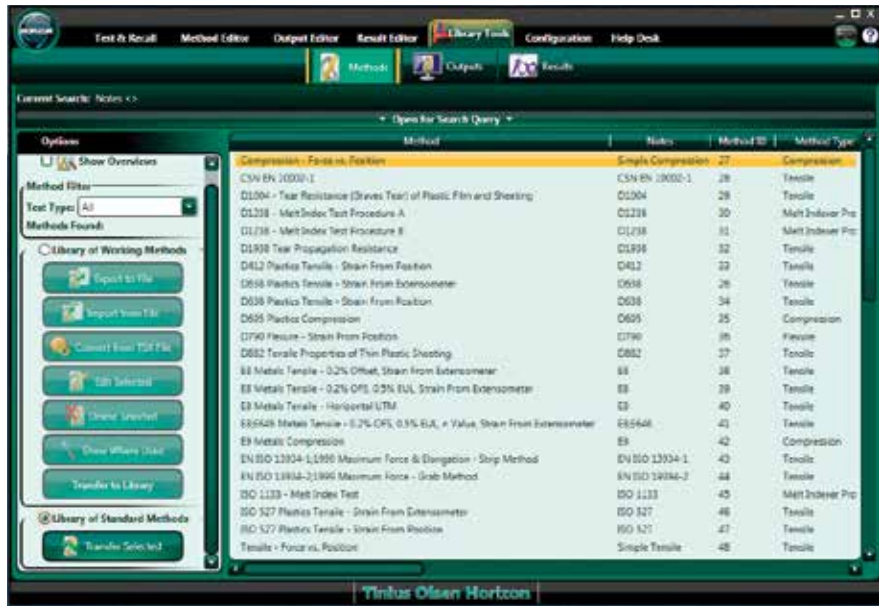 HORIZON
Test & Recall Method Editor Output Editor Result Editor Library Tools Configuration Help Desk
Methods Outputs Results
Current Search: Notes <>
Open for Search Query
Options
Show Overviews
Method Filter
Test Type: All
Methods Found:
Library of Working Methods
Export to File
Import from File
Convert from TSX File
Edit Selected
Delete Selected
Show Where Used
Transfer to Library
Library of Standard Methods
Transfer Selected
Method Notes Method ID Method Type
Compression - Force vs. Position Simple Compression 27 Compression
CSN EN 10002-1 CSN EN 10002-1 28 Tensile
D1004 - Tear Resistance (Graves Tear) of Plastic Film and Sheeting D1004 29 Tensile
D1238 - Melt Index Test Procedure A D1238 30 Melt Indexer Pro
D1238 - Melt Index Test Procedure B D1238 31 Melt Indexer Pro
D1938 Tear Propagation Resistance D1938 32 Tensile
D412 Plastics Tensile - Strain From Position D412 33 Tensile
D638 Plastics Tensile - Strain From Extensometer D638 26 Tensile
D638 Plastics Tensile - Strain From Position D638 34 Tensile
D695 Plastics Compression D695 35 Compression
D790 Flexure - Strain From Position D790 36 Flexure
D882 Tensile Properties of Thin Plastic Sheeting D882 37 Tensile
E8 Metals Tensile - 0.2% Offset, Strain From Extensometer E8 38 Tensile
E8 Metals Tensile - 0.2% OFS, 0.5% EUL, Strain From Extensometer E8 39 Tensile
E8 Metals Tensile - Horizontal UTM E8 40 Tensile
E8;E646 Metals Tensile - 0.2% OFS, 0.5% EUL, n Value, Strain From Extensometer E8;E646 41 Tensile
E9 Metals Compression E9 42 Compression
EN ISO 13934-1;1999 Maximum Force & Elongation - Strip Method EN ISO 13934-1 43 Tensile
EN ISO 13934-2;1999 Maximum Force - Grab Method EN ISO 13934-2 44 Tensile
ISO 1133 - Melt Index Test ISO 1133 45 Melt Indexer Pro
ISO 527 Plastics Tensile - Strain From Extensometer ISO 527 46 Tensile
ISO 527 Plastics Tensile - Strain From Position ISO 527 47 Tensile
Tensile - Force vs. Position Simple Tensile 48 Tensile
Tinius Olsen Horizon